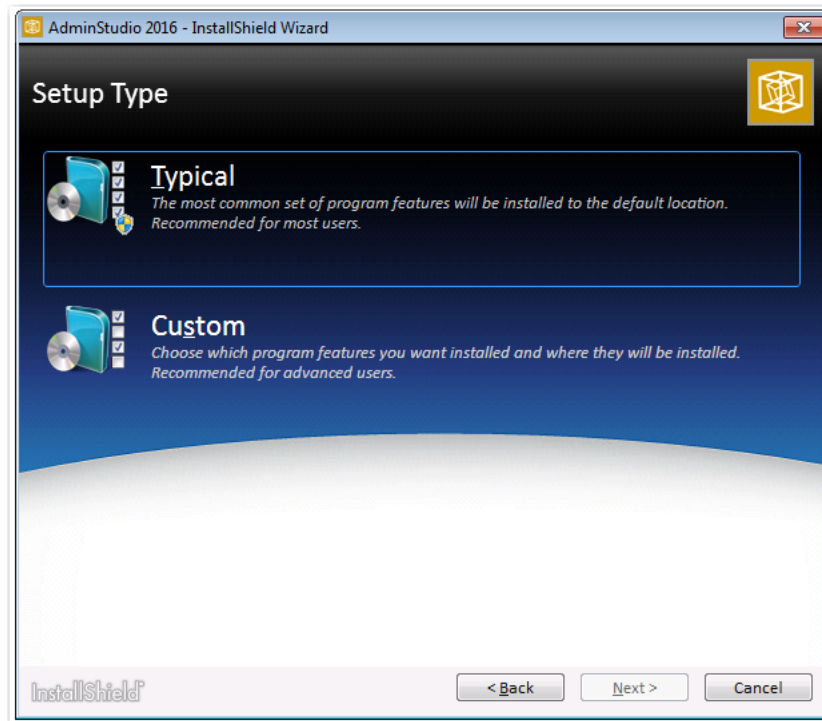 AdminStudio 2016 - InstallShield Wizard
Setup Type
Typical
The most common set of program features will be installed to the default location.
Recommended for most users.
Custom
Choose which program features you want installed and where they will be installed.
Recommended for advanced users.
InstallShield
< Back
Next >
Cancel